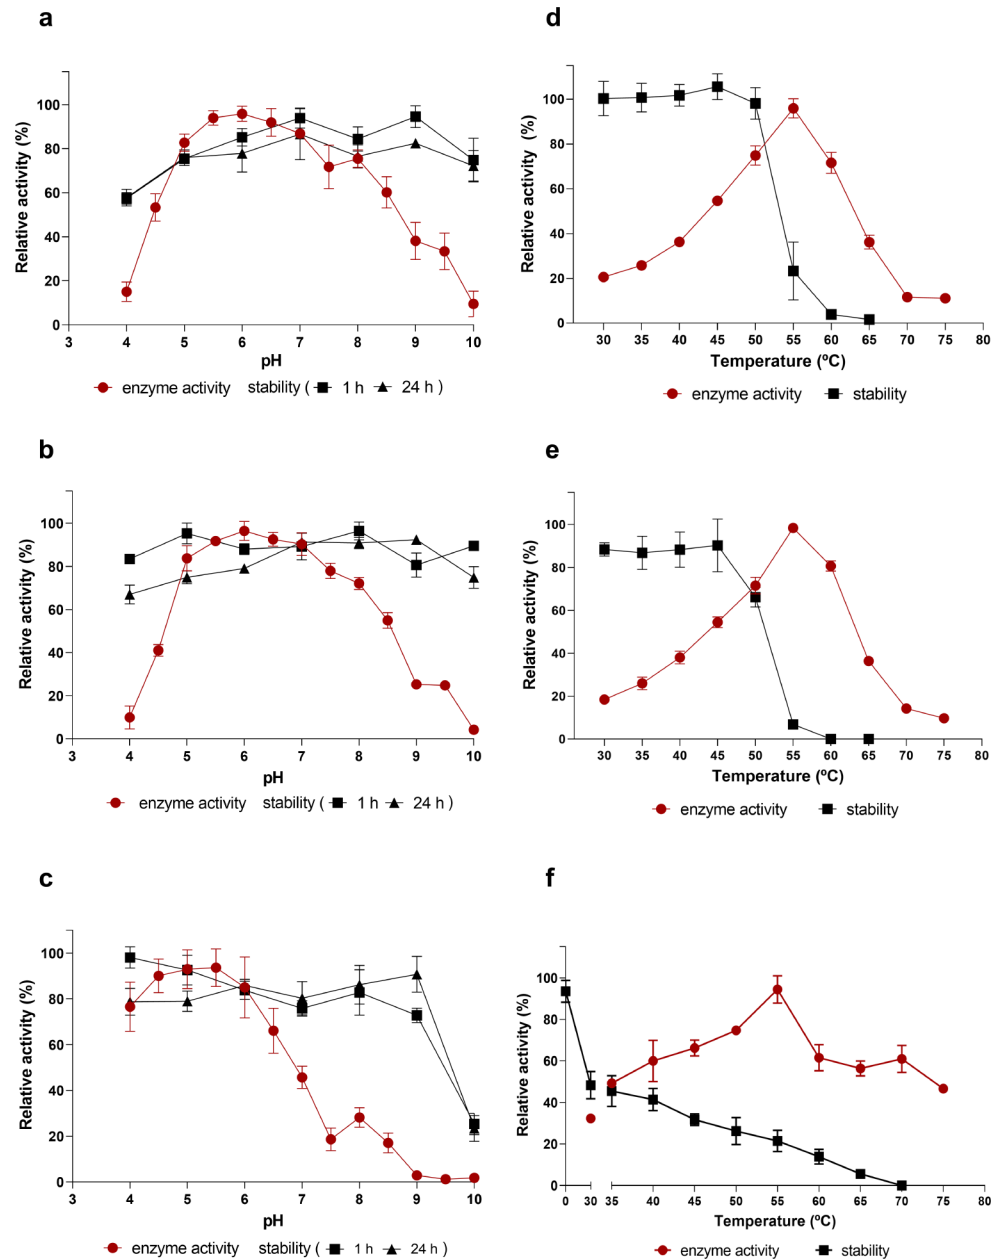 a
Relative activity (%)
100
80
60
40
20
0
3 4 5 6 7 8 9 10
pH
enzyme activity stability ( 1 h 24 h )
d
Relative activity (%)
100
80
60
40
20
0
30 35 40 45 50 55 60 65 70 75 80
Temperature (ºC)
enzyme activity stability
b
Relative activity (%)
100
80
60
40
20
0
3 4 5 6 7 8 9 10
pH
enzyme activity stability ( 1 h 24 h )
e
Relative activity (%)
100
80
60
40
20
0
30 35 40 45 50 55 60 65 70 75 80
Temperature (ºC)
enzyme activity stability
c
Relative activity (%)
100
80
60
40
20
0
3 4 5 6 7 8 9 10
pH
enzyme activity stability ( 1 h 24 h )
f
Relative activity (%)
100
80
60
40
20
0
0 30 35 40 45 50 55 60 65 70 75 80
Temperature (ºC)
enzyme activity stability